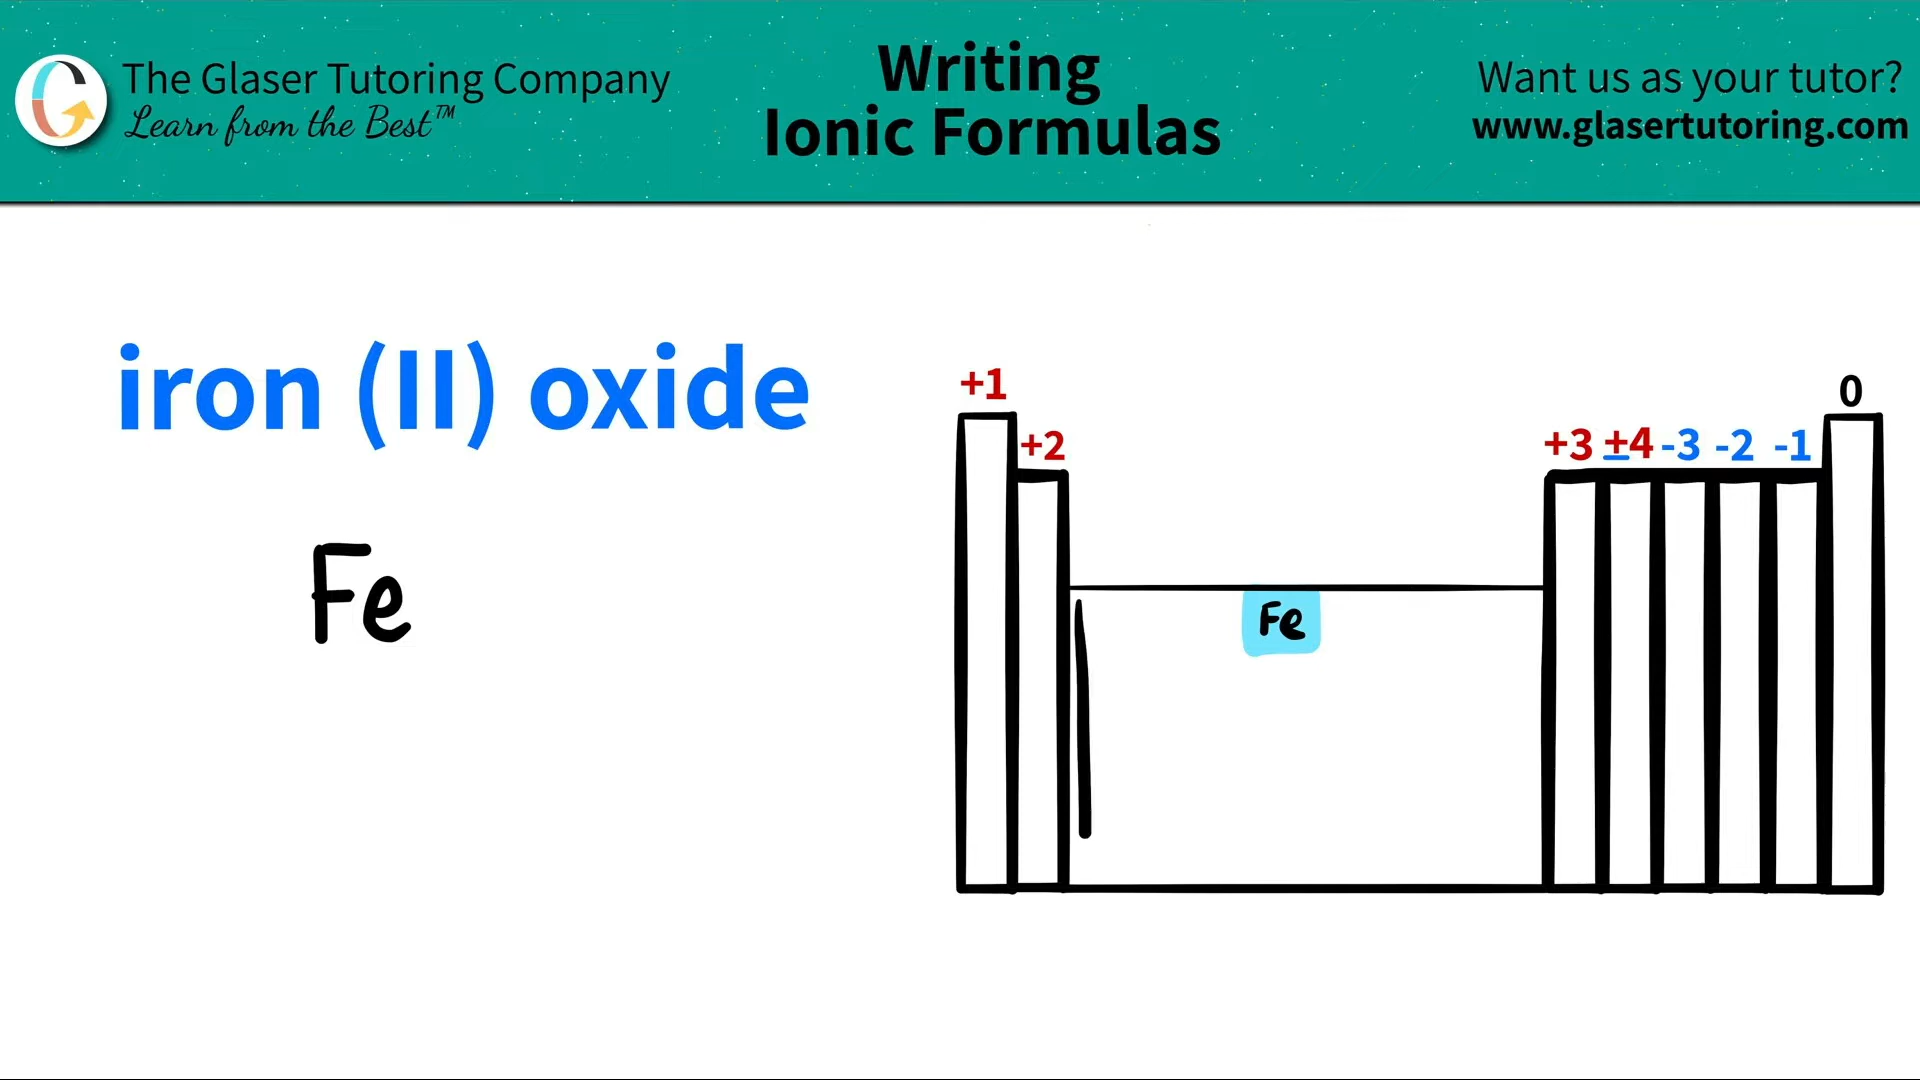 The Glaser Tutoring Company
Learn from the Best™
Writing
Ionic Formulas
Want us as your tutor?
www.glasertutoring.com
iron (II) oxide
Fe
+1
+2
+3 ±4 -3 -2 -1
0
Fe